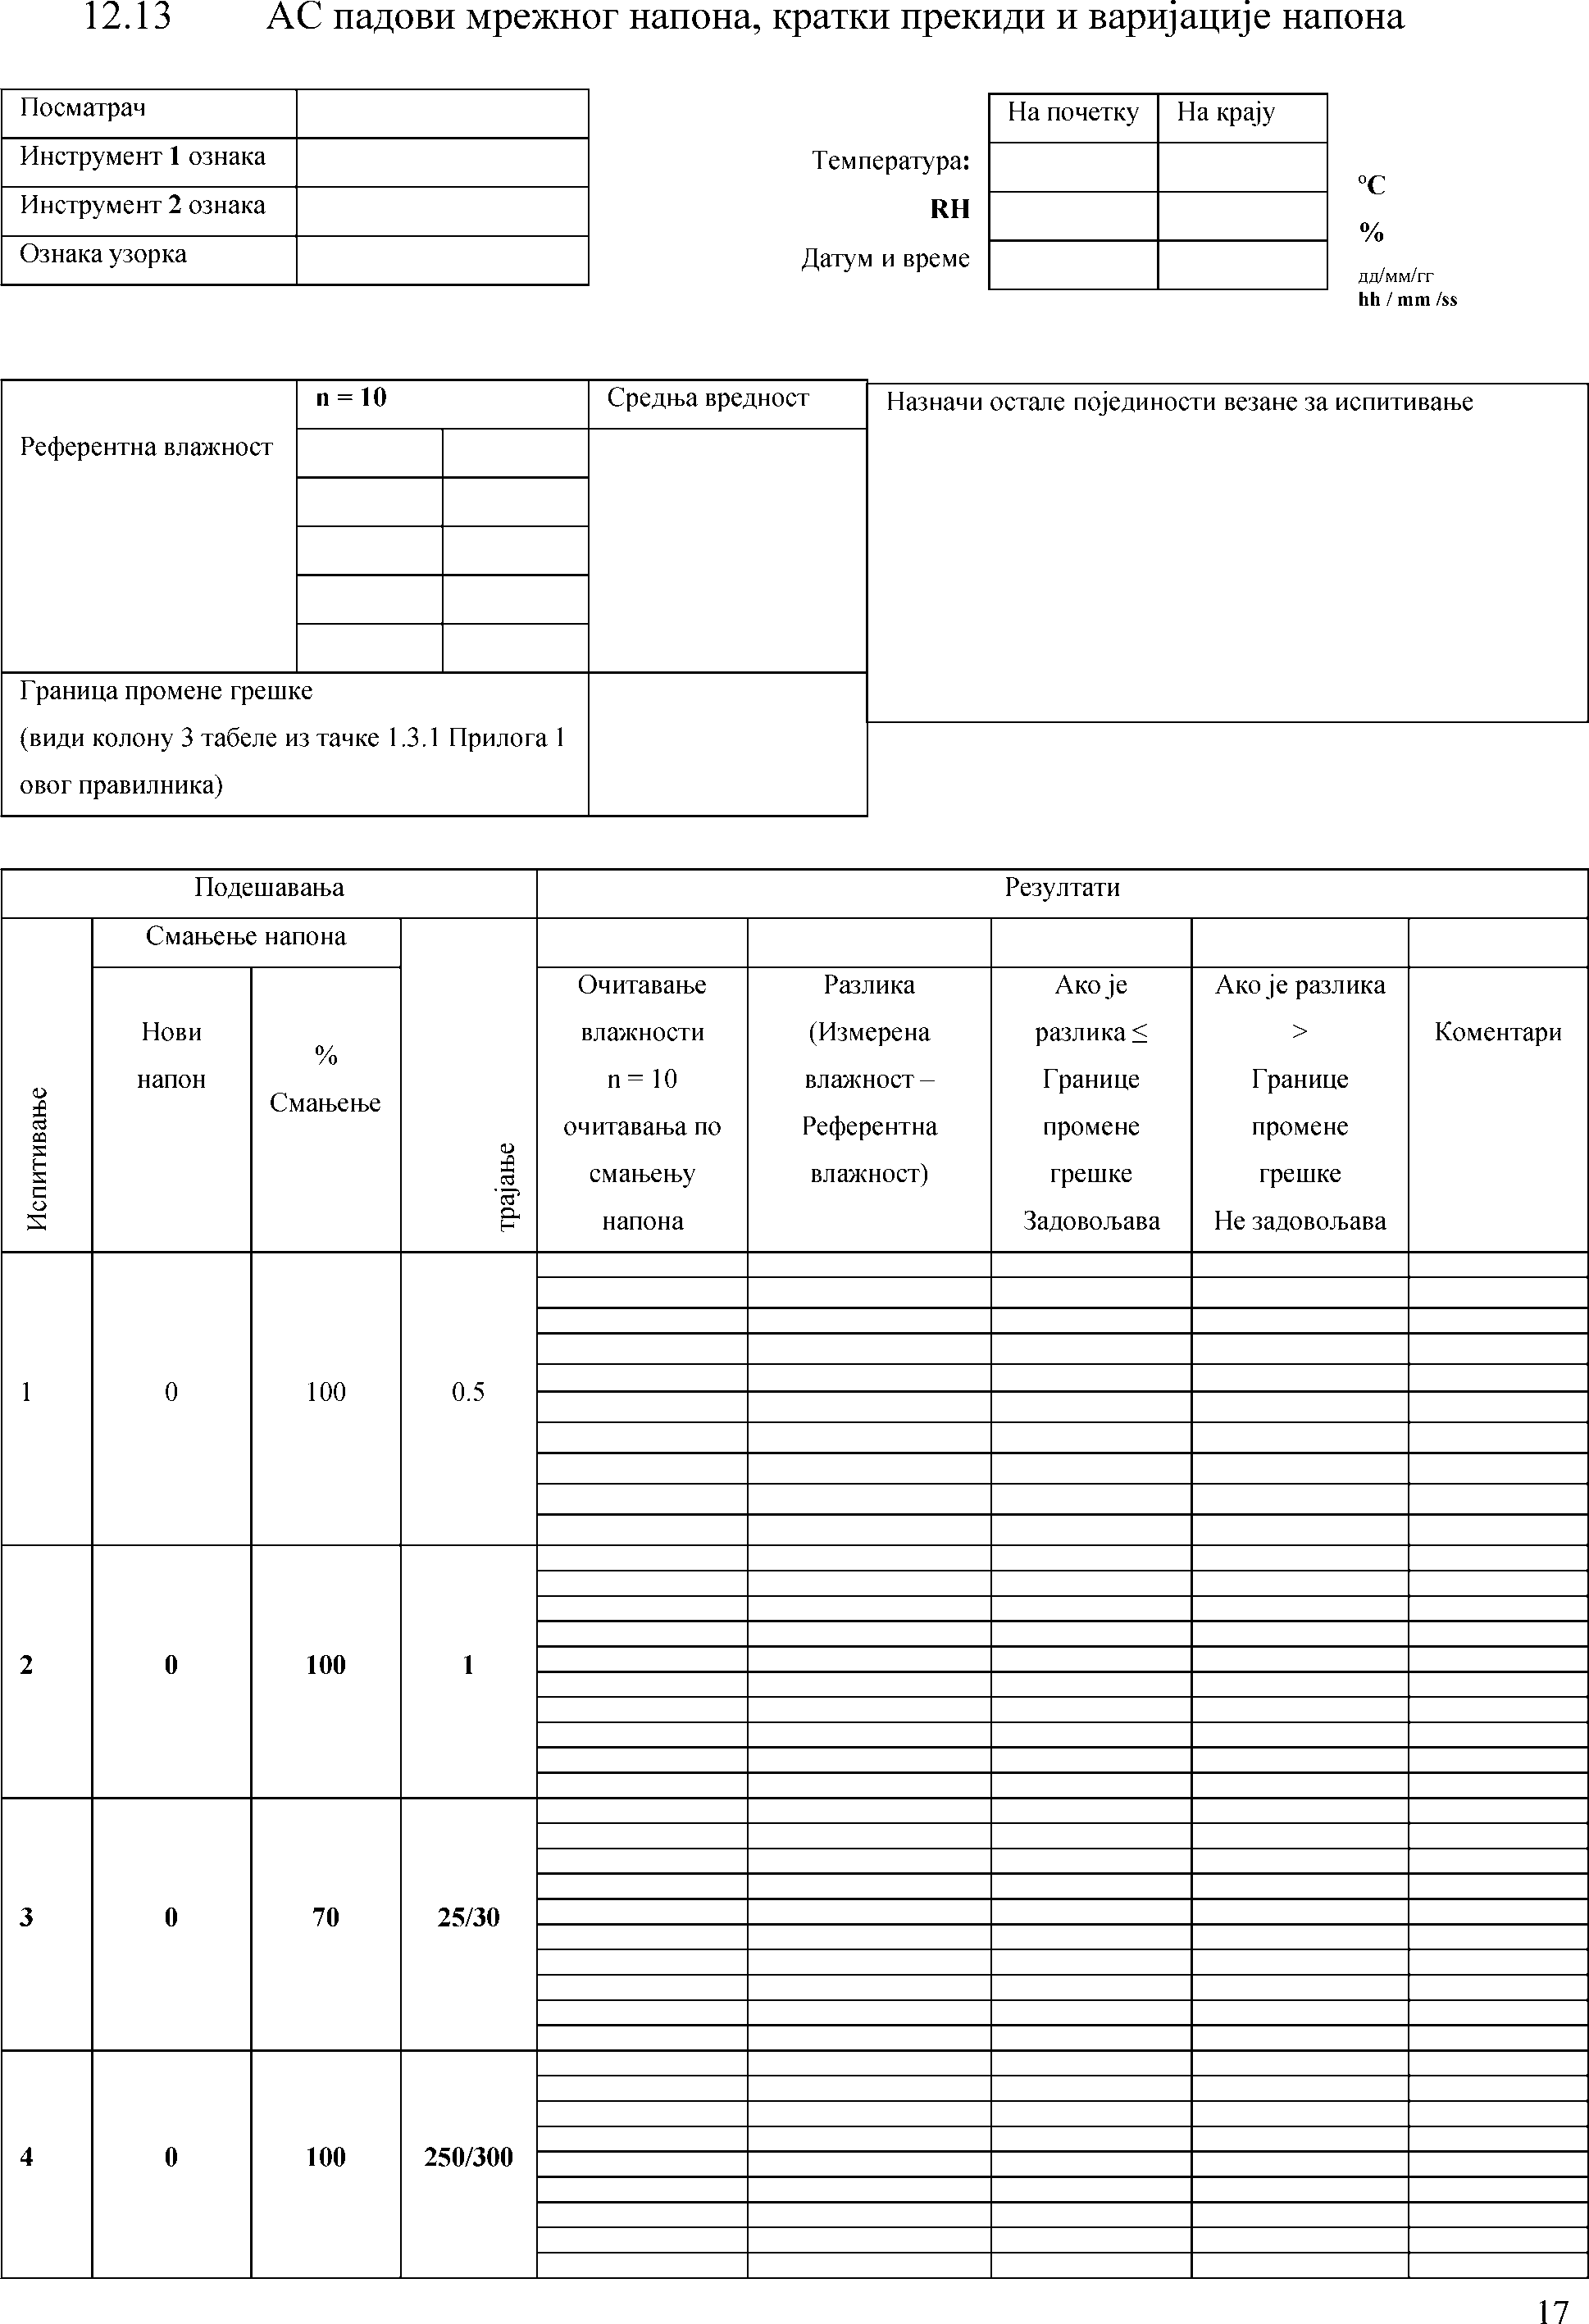 12.13 АС падови мрежног напона, кратки прекиди и варијације напона
Посматрач
Инструмент 1 ознака
Инструмент 2 ознака
Ознака узорка
На почетку На крају
Температура:
ºC
RH
%
Датум и време
дд/мм/гг
hh / mm /ss
n = 10 Средња вредност
Референтна влажност
Назначи остале појединости везане за испитивање
Граница промене грешке
(види колону 3 табеле из тачке 1.3.1 Прилога 1
овог правилника)
Подешавања Резултати
Испитивање
Смањење напона
Нови
напон
%
Смањење
трајање
Очитавање
влажности
n = 10
очитавања по
смањењу
напона
Разлика
(Измерена
влажност –
Референтна
влажност)
Ако је
разлика ≤
Границе
промене
грешке
Задовољава
Ако је разлика
>
Границе
промене
грешке
Не задовољава
Коментари
1 0 100 0.5
2 0 100 1
3 0 70 25/30
4 0 100 250/300
17